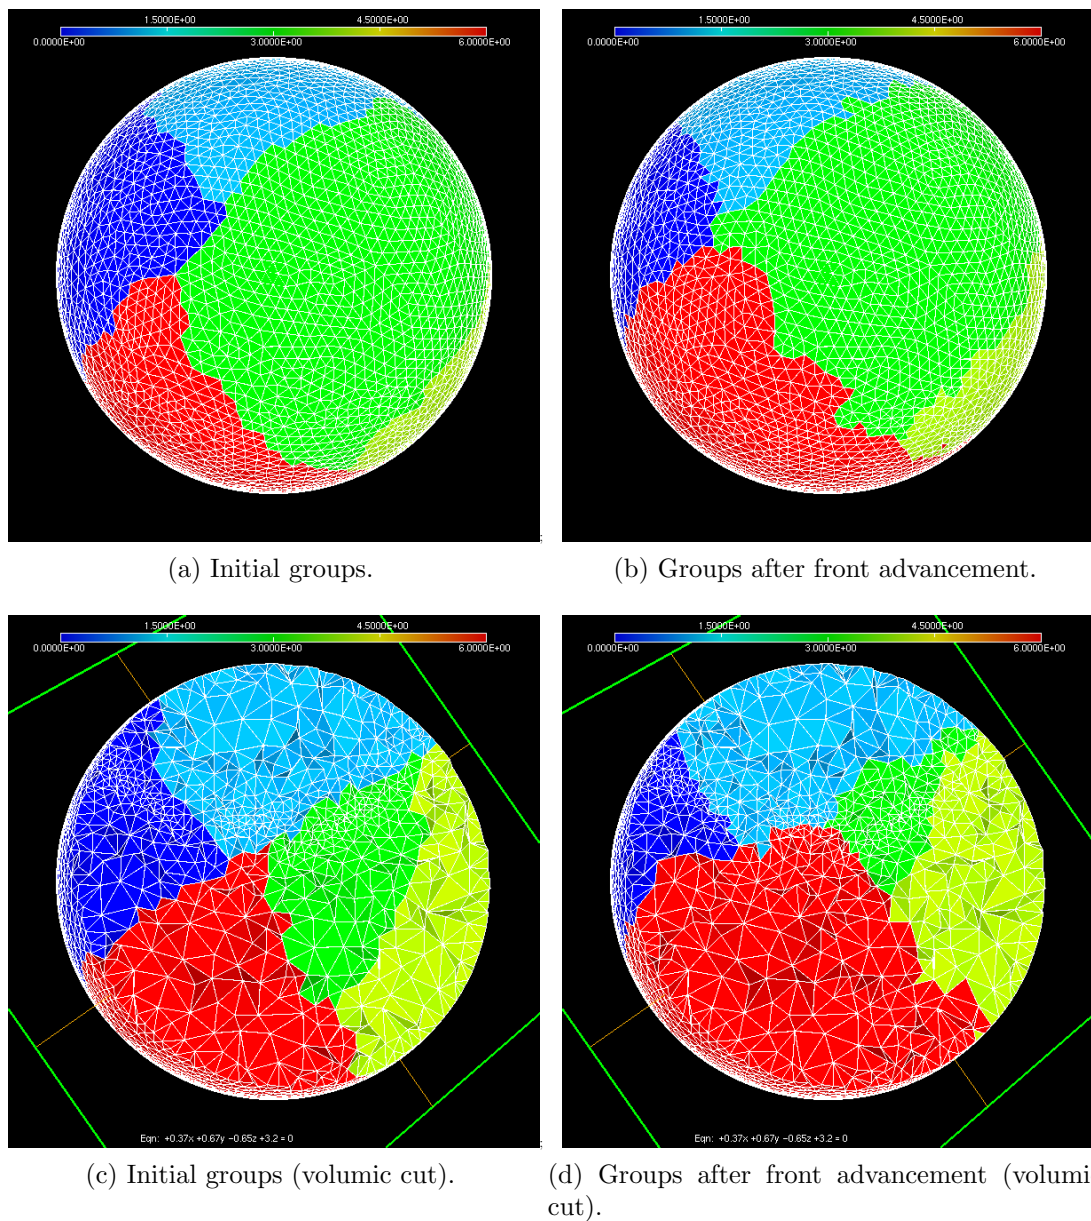 1.5000E+00 4.5000E+00
0.0000E+00 3.0000E+00 6.0000E+00
1.5000E+00 4.5000E+00
0.0000E+00 3.0000E+00 6.0000E+00
(a) Initial groups.
(b) Groups after front advancement.
1.5000E+00 4.5000E+00
0.0000E+00 3.0000E+00 6.0000E+00
Eqn: +0.37x +0.67y −0.65z +3.2 = 0
1.5000E+00 4.5000E+00
0.0000E+00 3.0000E+00 6.0000E+00
Eqn: +0.37x +0.67y −0.65z +3.2 = 0
(c) Initial groups (volumic cut).
(d) Groups after front advancement (volumi
cut).